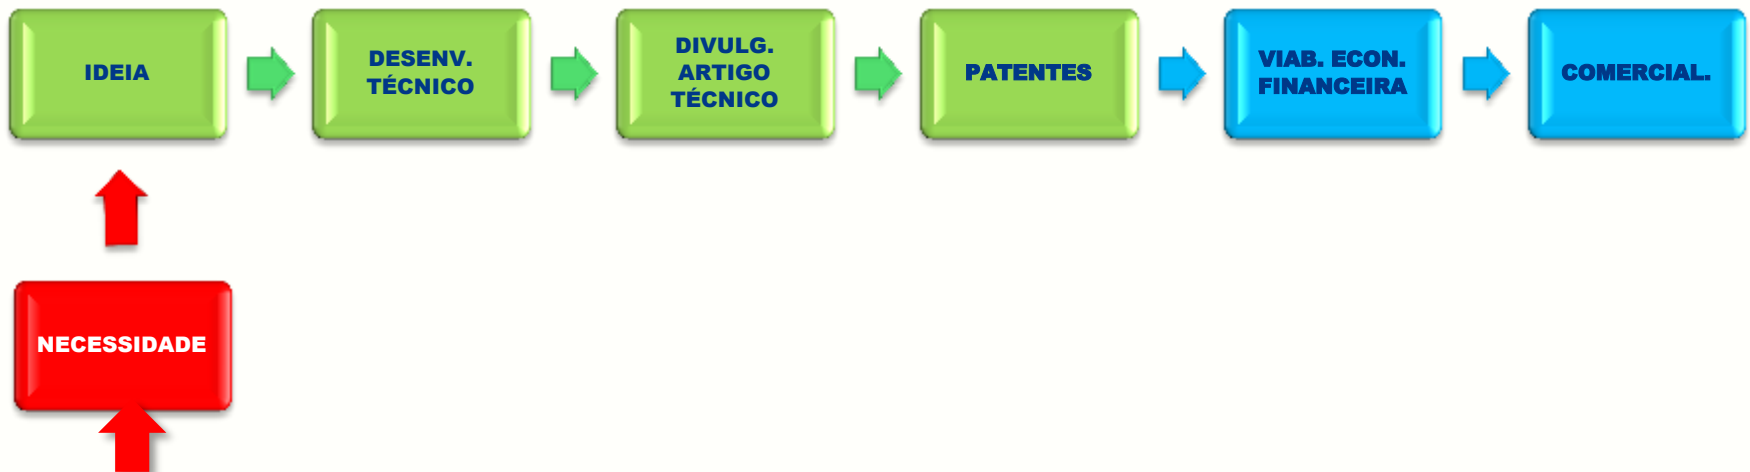 IDEIA
DESENV.
TÉCNICO
DIVULG.
ARTIGO
TÉCNICO
PATENTES
VIAB. ECON.
FINANCEIRA
COMERCIAL.
NECESSIDADE